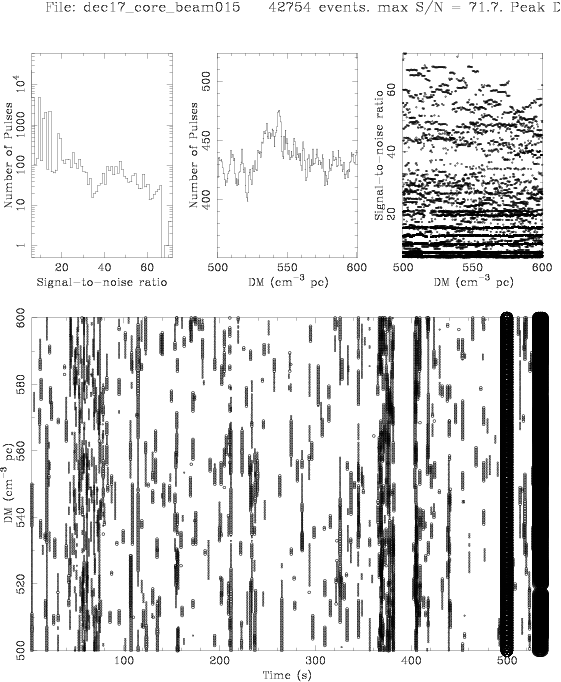 File: dec17_core_beam015 42754 events. max S/N = 71.7. Peak D
Number of Pulses
10⁴
1000
100
10
1
20 40 60
Signal-to-noise ratio
Number of Pulses
500
450
400
500 550 600
DM (cm⁻³ pc)
Signal-to-noise ratio
60
40
20
500 550 600
DM (cm⁻³ pc)
DM (cm⁻³ pc)
600
580
560
540
520
500
100 200 300 400 500
Time (s)